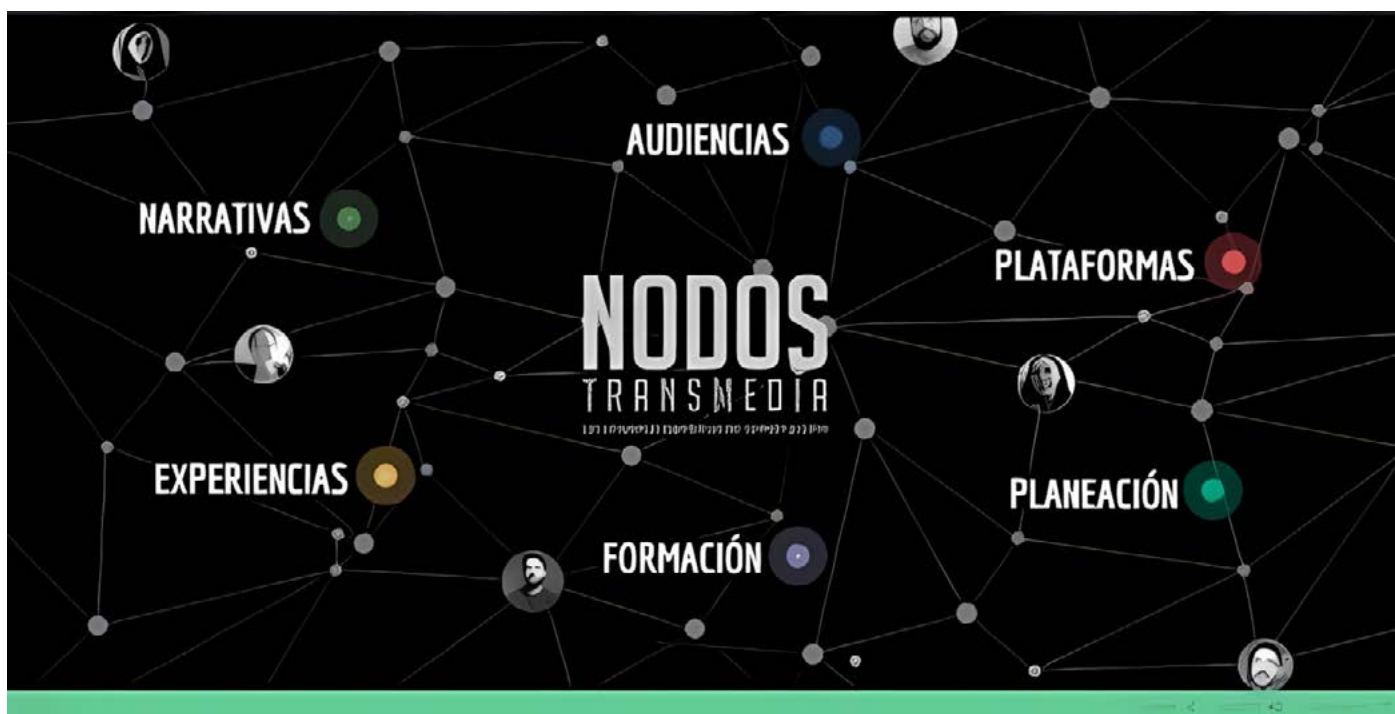 AUDIENCIAS
NARRATIVAS
PLATAFORMAS
NODOS
TRANSMEDIA
EXPERIENCIAS
PLANEACIÓN
FORMACIÓN